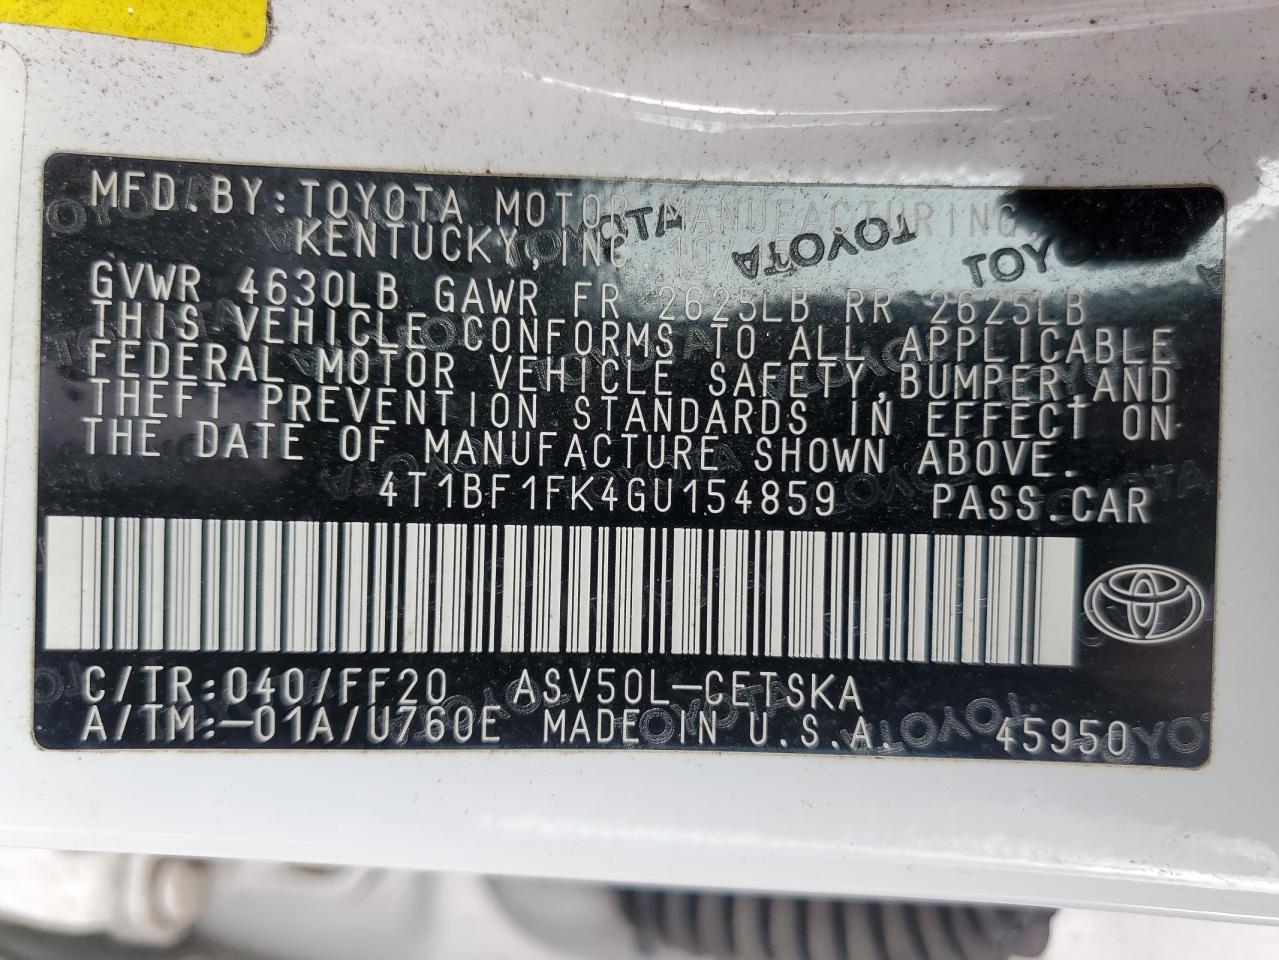 MFD.BY:TOYOTA MOTOR MANUFACTURING,
KENTUCKY,INC
GVWR 4630LB GAWR FR 2625LB RR 2625LB
THIS VEHICLE CONFORMS TO ALL APPLICABLE
FEDERAL MOTOR VEHICLE SAFETY,BUMPER,AND
THEFT PREVENTION STANDARDS IN EFFECT ON
THE DATE OF MANUFACTURE SHOWN ABOVE.
4T1BF1FK4GU154859 PASS.CAR
C/TR:040/FF20 ASV50L-CETSKA
A/TM:-01A/U760E MADE IN U.S.A. 45950